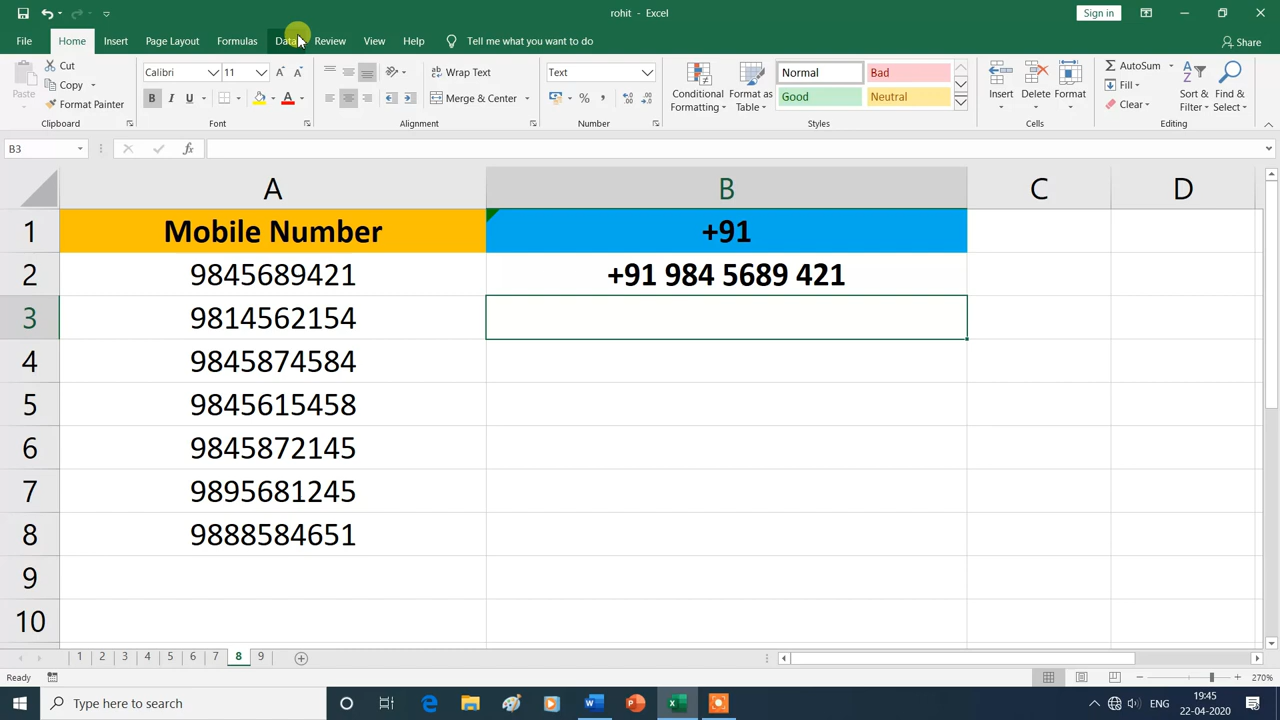 rohit - Excel
Sign in
File Home Insert Page Layout Formulas Data Review View Help Tell me what you want to do Share
Paste Cut Copy Format Painter Clipboard
Calibri 11 B I U A A A Font
Wrap Text Merge & Center Alignment
Text % , Number
Conditional Formatting Format as Table
Normal Bad
Good Neutral
Styles
Insert Delete Format Cells
AutoSum Fill Clear Sort & Filter Find & Select Editing
B3 fx
A B C D
1 Mobile Number +91
2 9845689421 +91 984 5689 421
3 9814562154
4 9845874584
5 9845615458
6 9845872145
7 9895681245
8 9888584651
9
10
1 2 3 4 5 6 7 8 9
Ready 270%
Type here to search ENG 19:45
22-04-2020